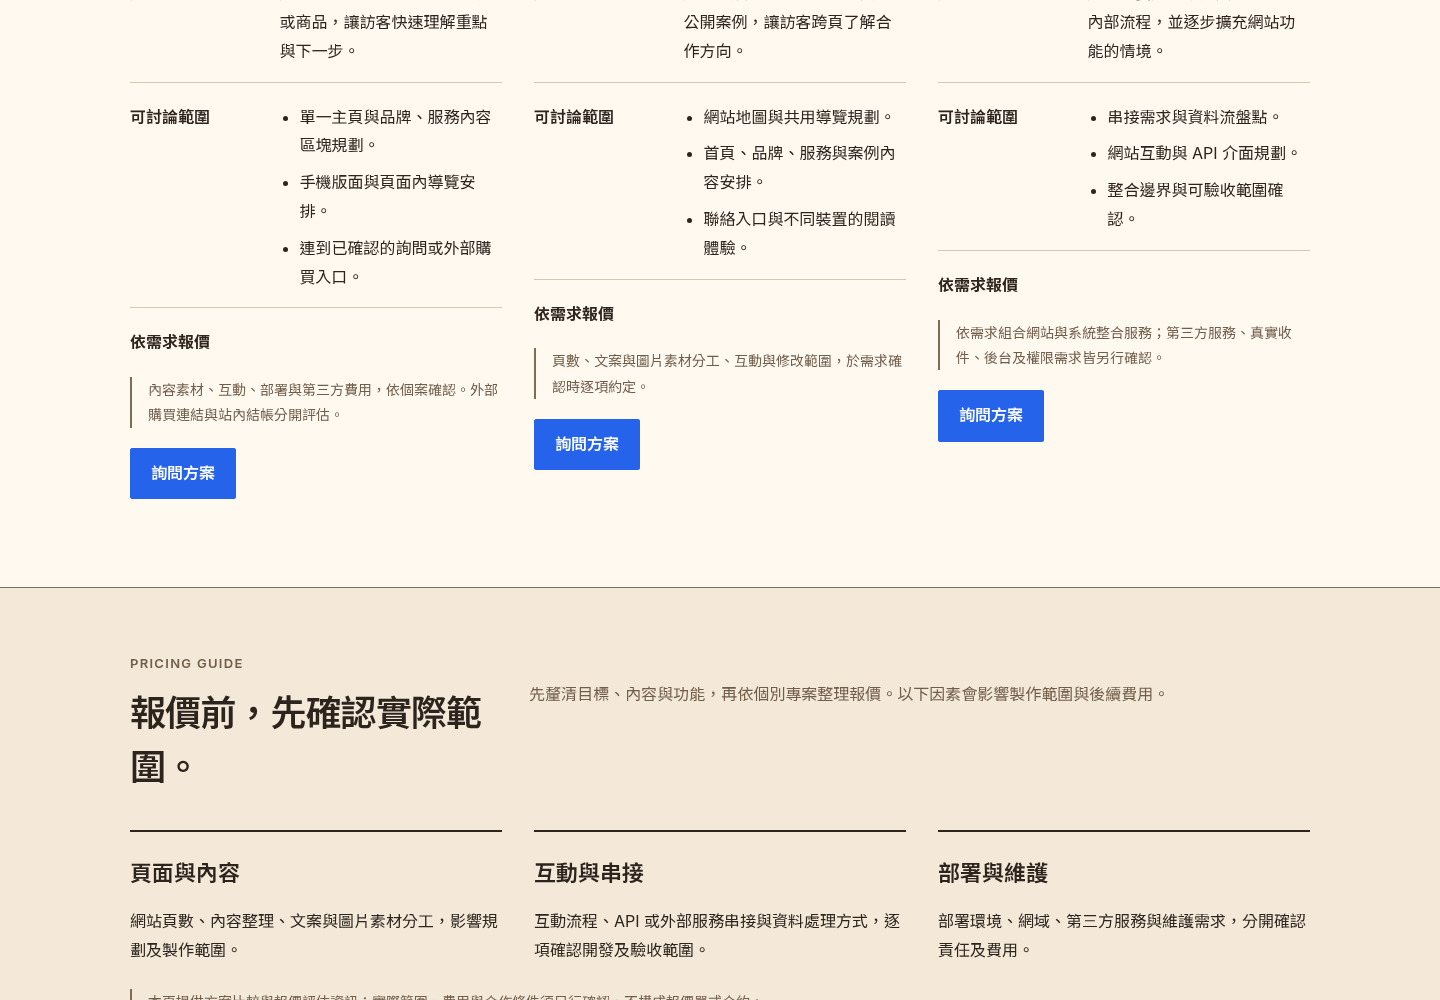 或商品，讓訪客快速理解重點
與下一步。
可討論範圍
單一主頁與品牌、服務內容
區塊規劃。
手機版面與頁面內導覽安
排。
連到已確認的詢問或外部購
買入口。
依需求報價
內容素材、互動、部署與第三方費用，依個案確認。外部
購買連結與站內結帳分開評估。
詢問方案
公開案例，讓訪客跨頁了解合
作方向。
可討論範圍
網站地圖與共用導覽規劃。
首頁、品牌、服務與案例內
容安排。
聯絡入口與不同裝置的閱讀
體驗。
依需求報價
頁數、文案與圖片素材分工、互動與修改範圍，於需求確
認時逐項約定。
詢問方案
內部流程，並逐步擴充網站功
能的情境。
可討論範圍
串接需求與資料流盤點。
網站互動與 API 介面規劃。
整合邊界與可驗收範圍確
認。
依需求報價
依需求組合網站與系統整合服務；第三方服務、真實收
件、後台及權限需求皆另行確認。
詢問方案
PRICING GUIDE
報價前，先確認實際範
圍。
先釐清目標、內容與功能，再依個別專案整理報價。以下因素會影響製作範圍與後續費用。
頁面與內容
網站頁數、內容整理、文案與圖片素材分工，影響規
劃及製作範圍。
互動與串接
互動流程、API 或外部服務串接與資料處理方式，逐
項確認開發及驗收範圍。
部署與維護
部署環境、網域、第三方服務與維護需求，分開確認
責任及費用。